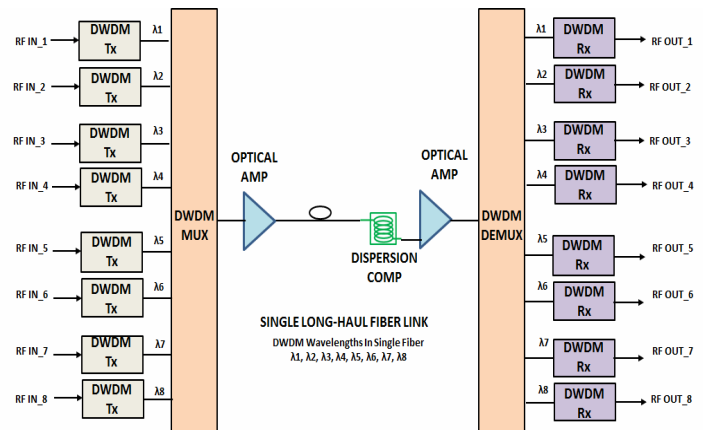 RF IN_1
DWDM
Tx
λ1
RF IN_2
DWDM
Tx
λ2
RF IN_3
DWDM
Tx
λ3
RF IN_4
DWDM
Tx
λ4
RF IN_5
DWDM
Tx
λ5
RF IN_6
DWDM
Tx
λ6
RF IN_7
DWDM
Tx
λ7
RF IN_8
DWDM
Tx
λ8
DWDM
MUX
OPTICAL
AMP
DISPERSION
COMP
OPTICAL
AMP
SINGLE LONG-HAUL FIBER LINK
DWDM Wavelengths In Single Fiber
λ1, λ2, λ3, λ4, λ5, λ6, λ7, λ8
DWDM
DEMUX
λ1
DWDM
Rx
RF OUT_1
λ2
DWDM
Rx
RF OUT_2
λ3
DWDM
Rx
RF OUT_3
λ4
DWDM
Rx
RF OUT_4
λ5
DWDM
Rx
RF OUT_5
λ6
DWDM
Rx
RF OUT_6
λ7
DWDM
Rx
RF OUT_7
λ8
DWDM
Rx
RF OUT_8